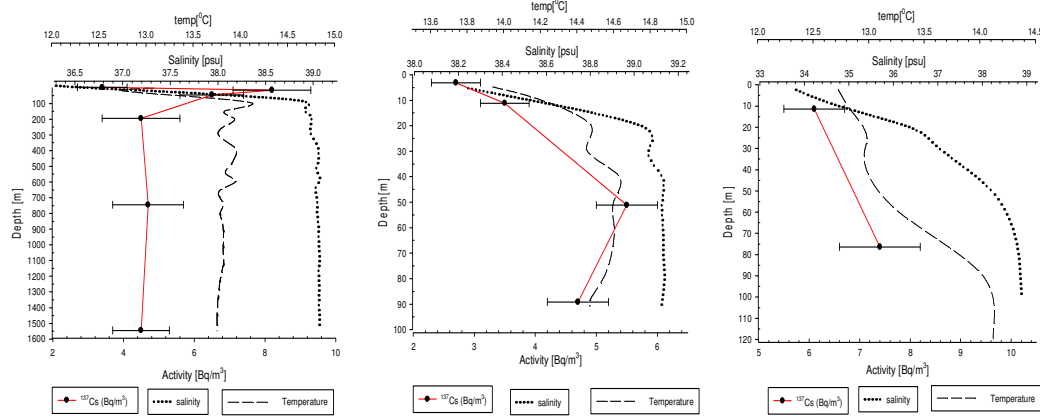 temp[⁰C]
12.0 12.5 13.0 13.5 14.0 14.5 15.0
Salinity [psu]
36.5 37.0 37.5 38.0 38.5 39.0
Depth [m]
100
200
300
400
500
600
700
800
900
1000
1100
1200
1300
1400
1500
1600
2 4 6 8 10
Activity [Bq/m³]
¹³⁷Cs (Bq/m³) salinity Temperature
temp[⁰C]
13.6 13.8 14.0 14.2 14.4 14.6 14.8 15.0
Salinity [psu]
38.0 38.2 38.4 38.6 38.8 39.0 39.2
Depth [m]
0
10
20
30
40
50
60
70
80
90
100
2 3 4 5 6
Activity [Bq/m³]
¹³⁷Cs (Bq/m³) salinity Temperature
temp[⁰C]
12.0 12.5 13.0 13.5 14.0 14.5
Salinity [psu]
33 34 35 36 37 38 39
Depth [m]
0
10
20
30
40
50
60
70
80
90
100
110
120
5 6 7 8 9 10
Activity [Bq/m³]
¹³⁷Cs (Bq/m³) salinity Temperature